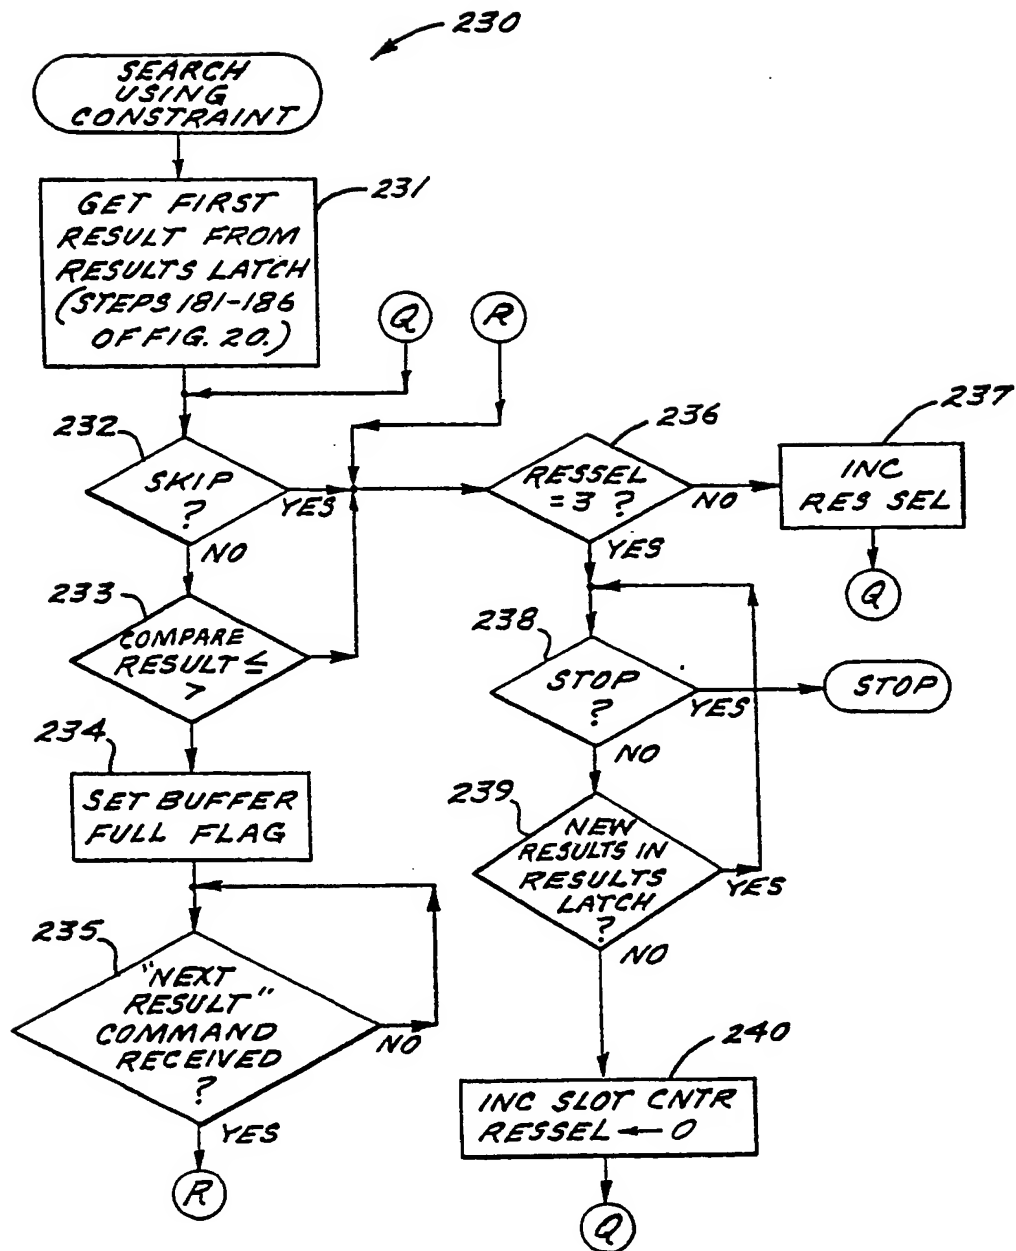 230
SEARCH
USING
CONSTRAINT
231
GET FIRST
RESULT FROM
RESULTS LATCH
(STEPS 181-186
OF FIG. 20.)
Q
R
232
SKIP
?
YES
NO
236
RESSEL
=3 ?
NO
YES
237
INC
RES SEL
Q
233
COMPARE
RESULT ≤
>
238
STOP
?
YES
NO
STOP
234
SET BUFFER
FULL FLAG
239
NEW
RESULTS IN
RESULTS
LATCH
?
YES
NO
235
"NEXT
RESULT"
COMMAND
RECEIVED
?
NO
YES
R
240
INC SLOT CNTR
RESSEL ← 0
Q